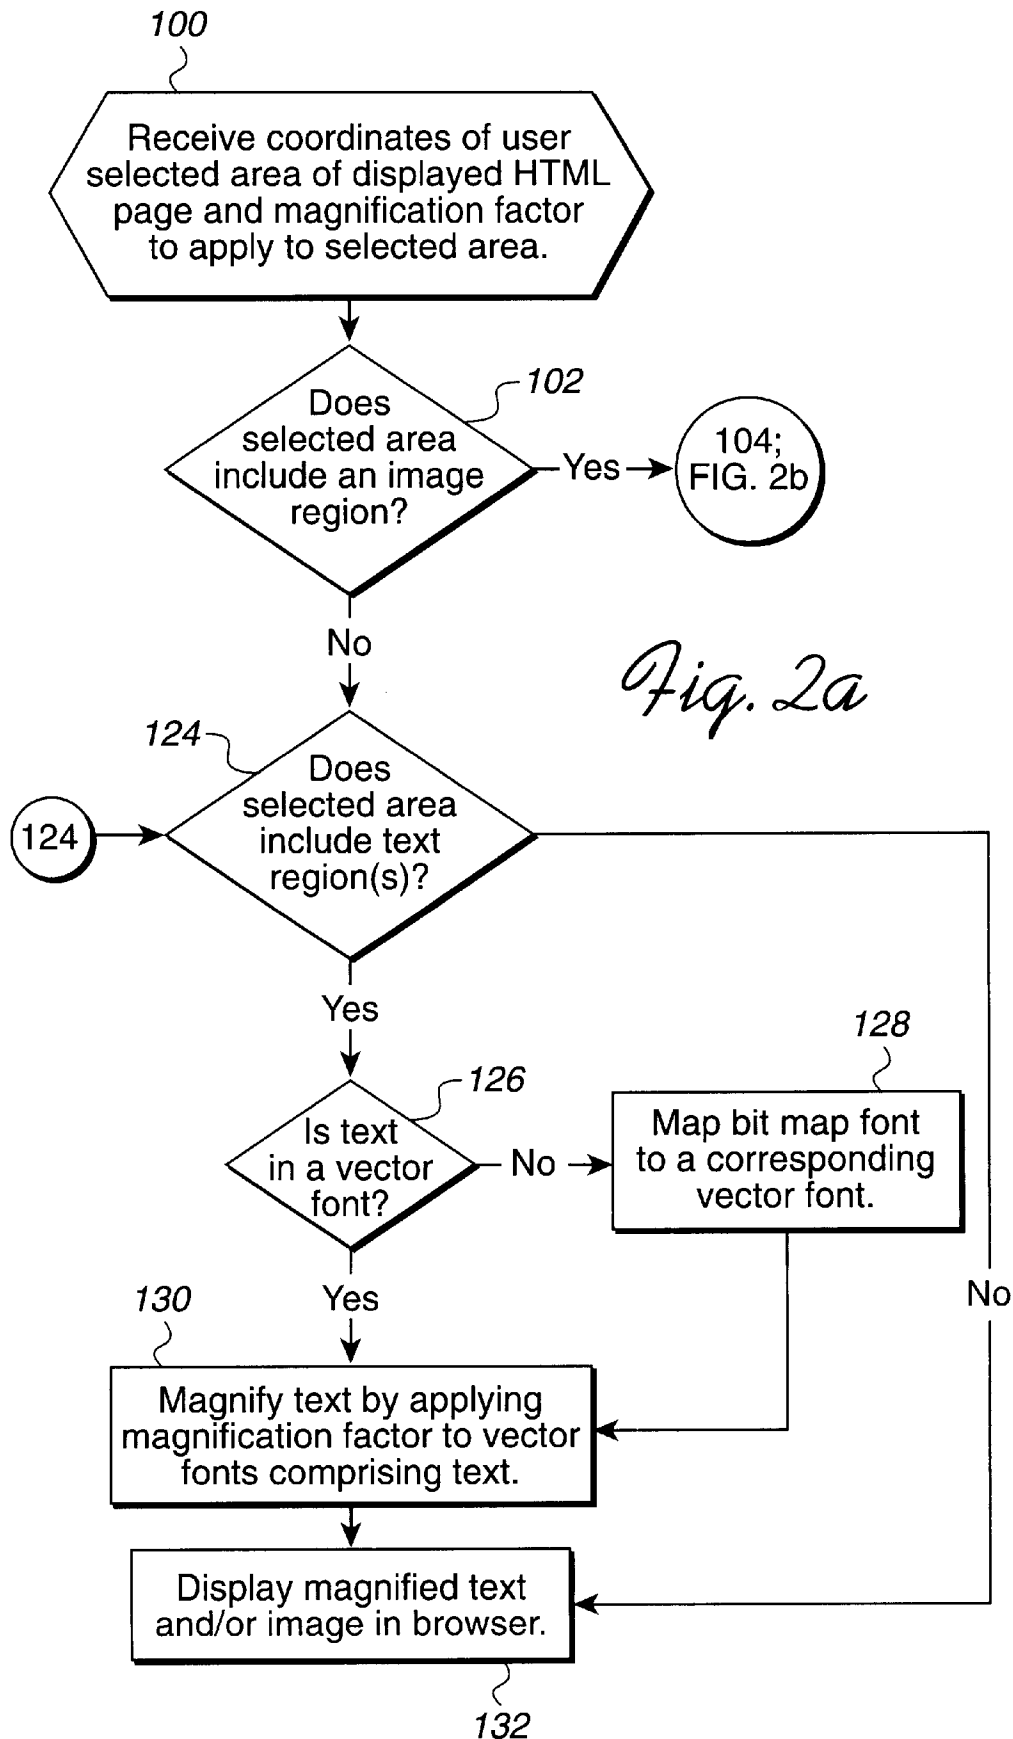 100
Receive coordinates of user
selected area of displayed HTML
page and magnification factor
to apply to selected area.
102
Does
selected area
include an image
region?
Yes
104;
FIG. 2b
No
Fig. 2a
124
Does
selected area
include text
region(s)?
124
Yes
126
Is text
in a vector
font?
No
128
Map bit map font
to a corresponding
vector font.
No
Yes
130
Magnify text by applying
magnification factor to vector
fonts comprising text.
Display magnified text
and/or image in browser.
132